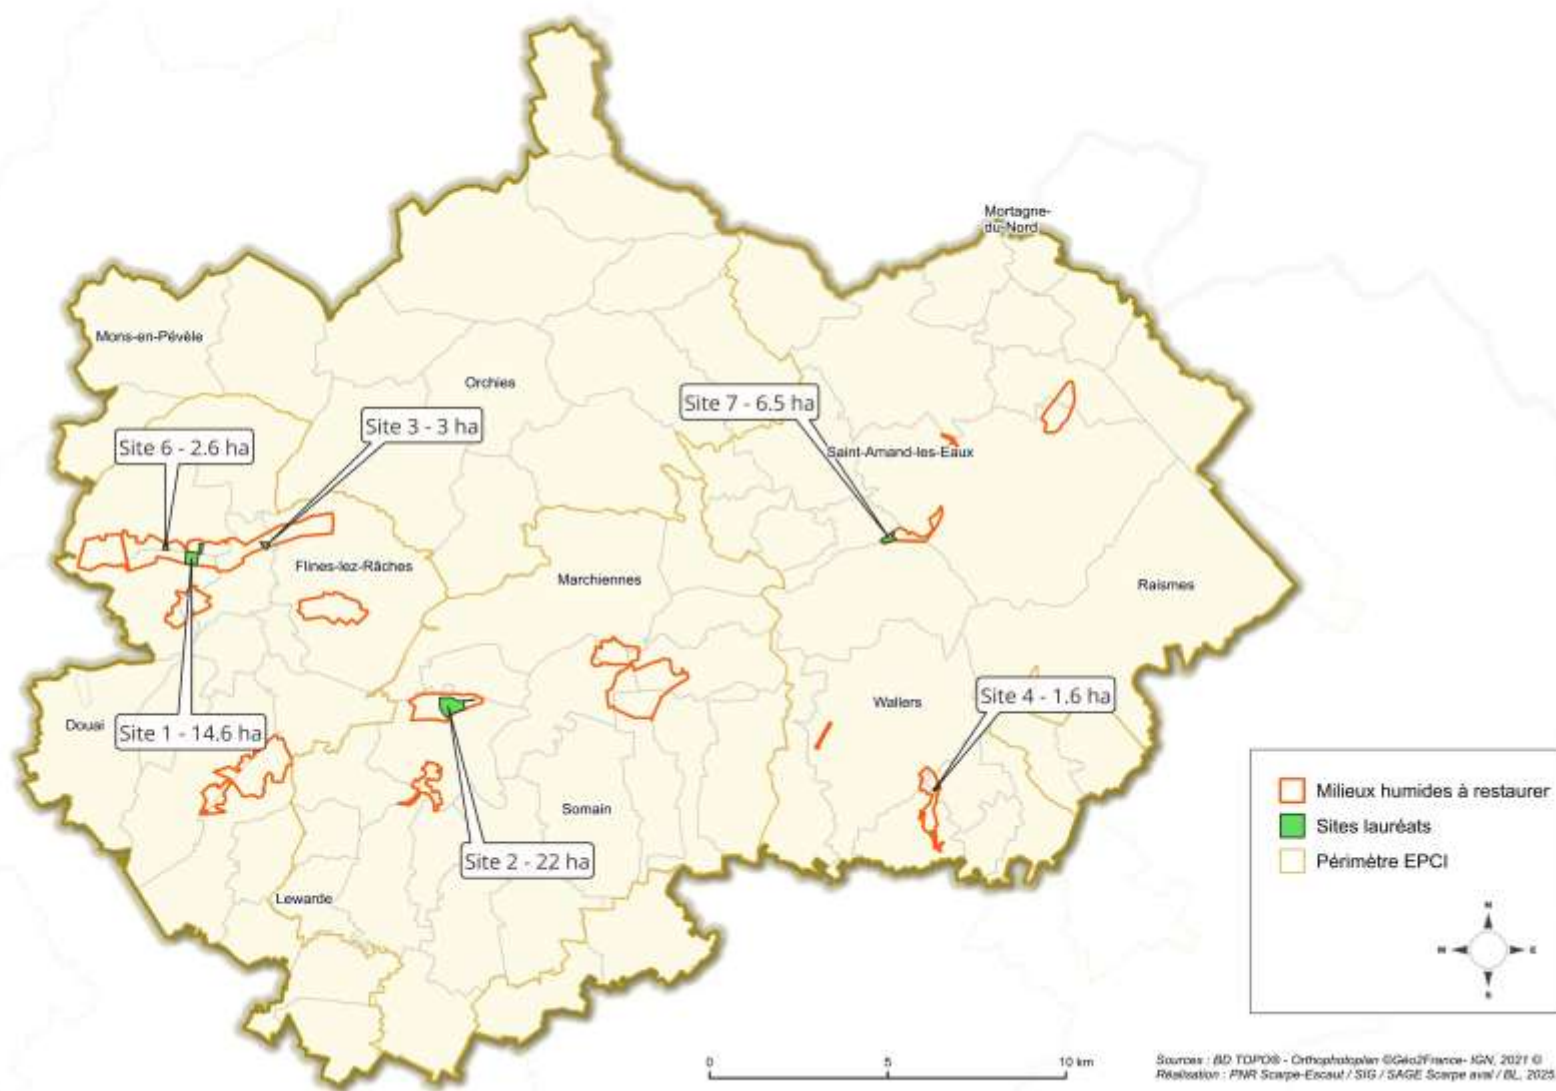 Mortagne-
du-Nord
Mons-en-Pévèle
Orchies
Site 7 - 6.5 ha
Site 3 - 3 ha
Site 6 - 2.6 ha
Saint-Amand-les-Eaux
Flines-lez-Râches
Marchiennes
Raismes
Site 4 - 1.6 ha
Wallers
Douai
Site 1 - 14.6 ha
Somain
Site 2 - 22 ha
Lewarde
Milieux humides à restaurer
Sites lauréats
Périmètre EPCI
N
W E
S
0 5 10 km
Sources : BD TOPO® - Orthophotoplan ©Géo2France- IGN, 2021 ©
Réalisation : PNR Scarpe-Escaut / SIG / SAGE Scarpe aval / BL, 2025